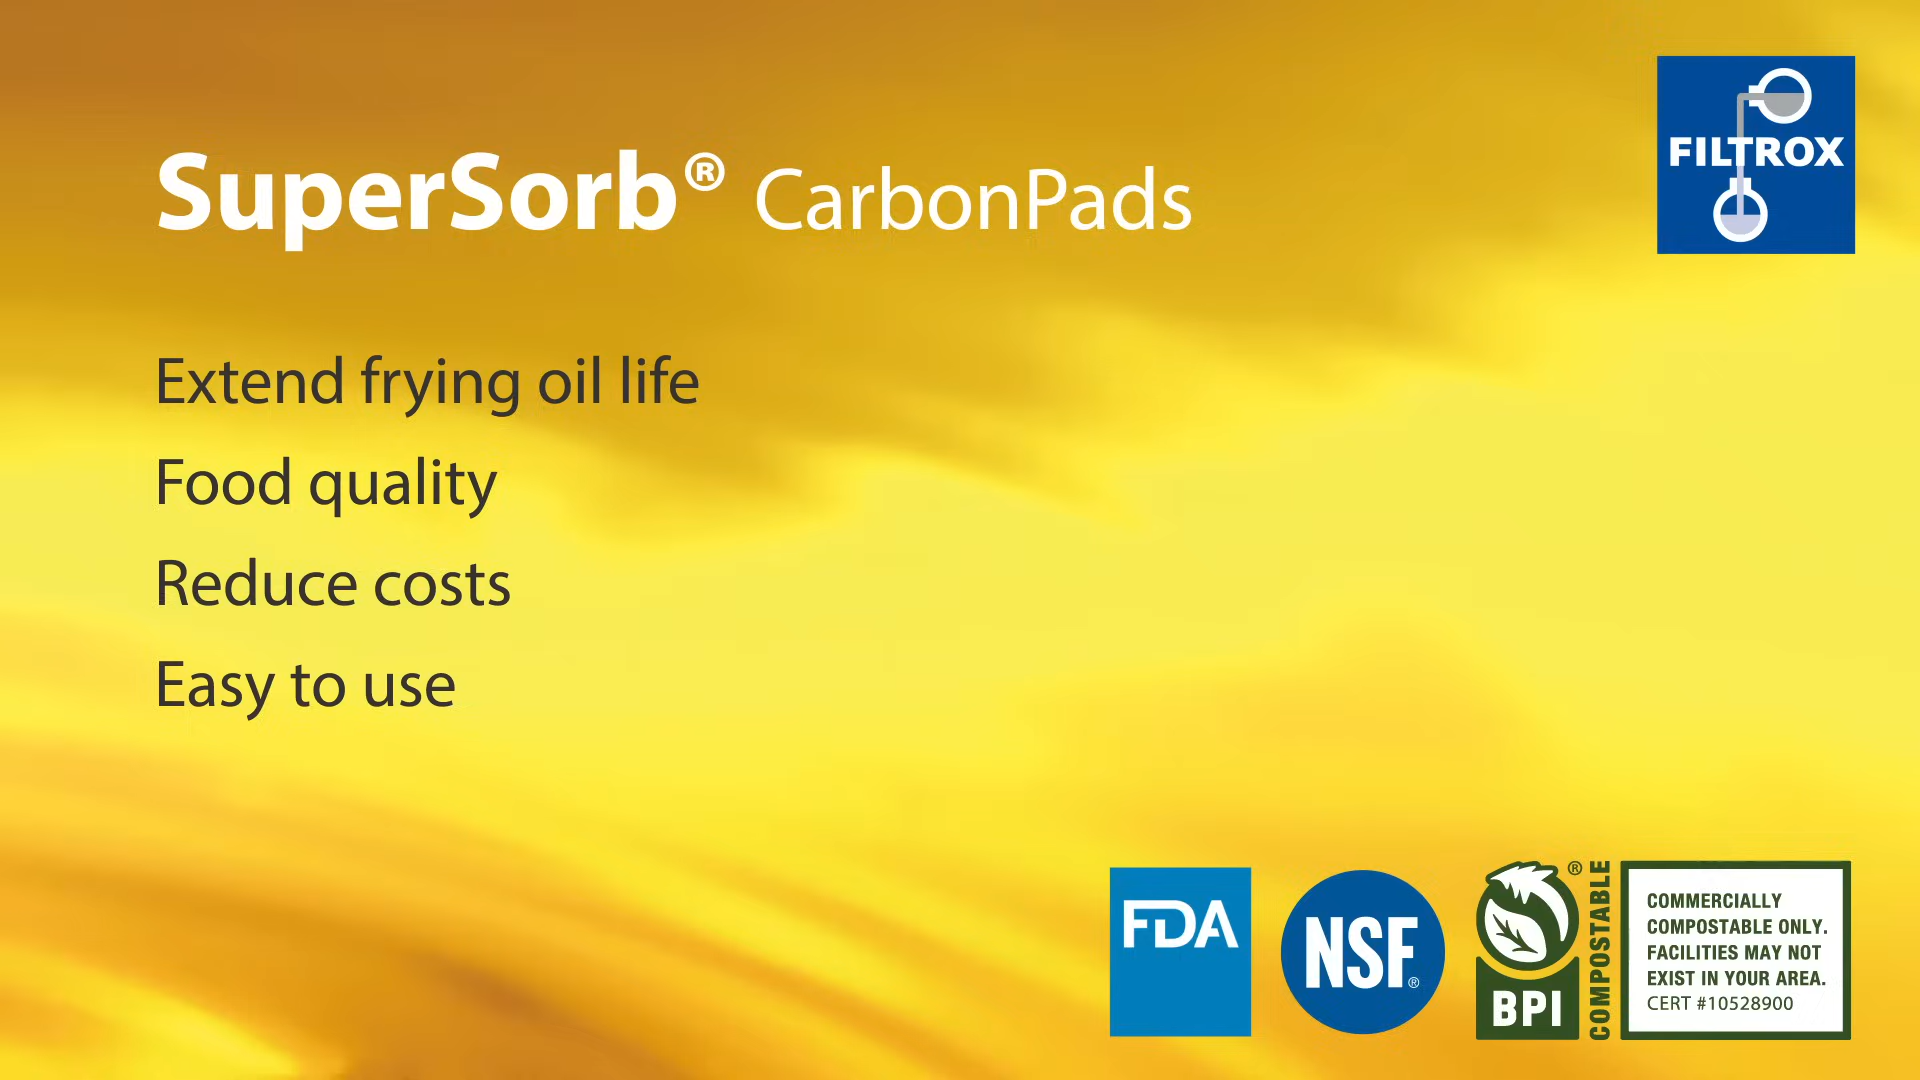 SuperSorb® CarbonPads
FILTROX
Extend frying oil life
Food quality
Reduce costs
Easy to use
FDA
NSF®
®
BPI
COMPOSTABLE
COMMERCIALLY
COMPOSTABLE ONLY.
FACILITIES MAY NOT
EXIST IN YOUR AREA.
CERT #10528900